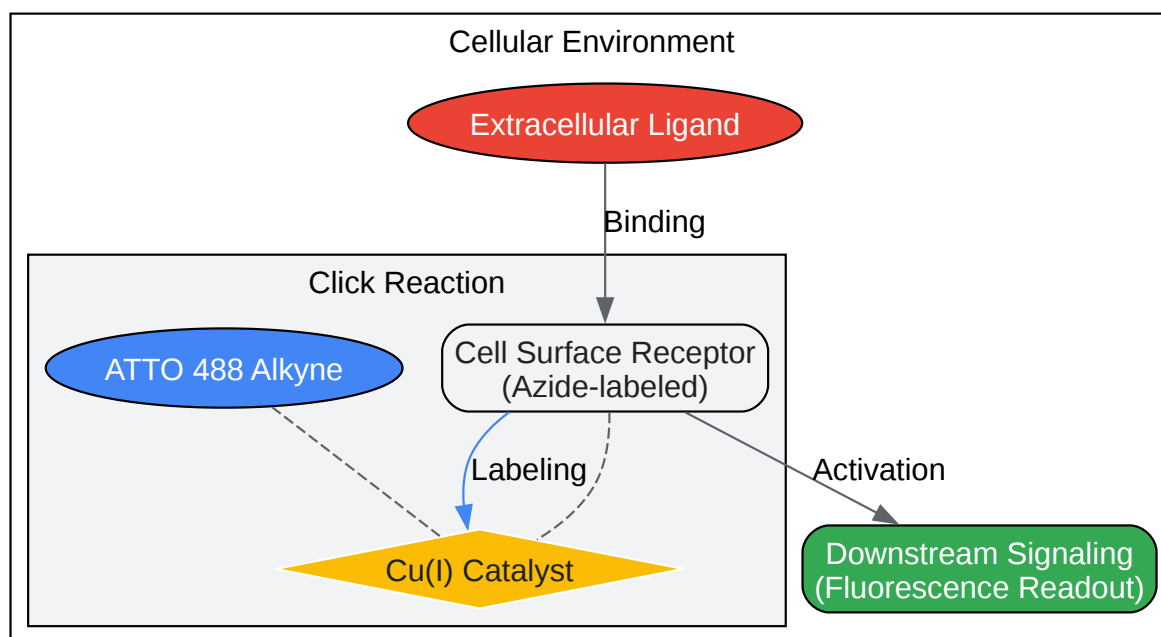 Cellular Environment
Extracellular Ligand
Binding
Click Reaction
ATTO 488 Alkyne
Cell Surface Receptor
(Azide-labeled)
Labeling
Activation
Cu(I) Catalyst
Downstream Signaling
(Fluorescence Readout)